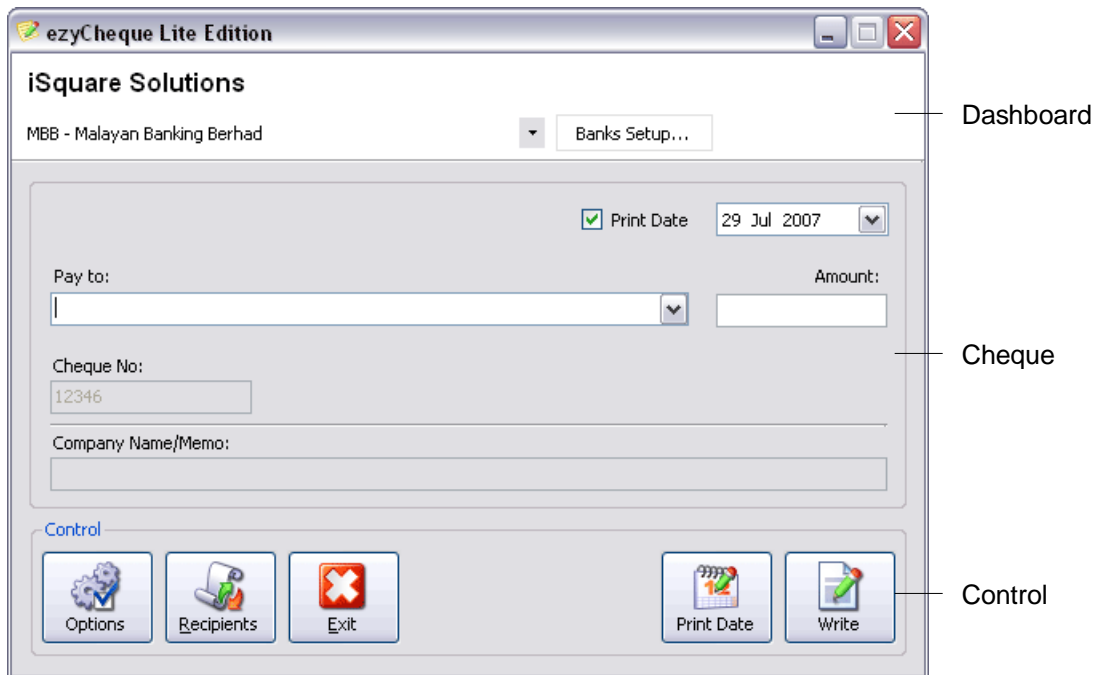 ezyCheque Lite Edition
iSquare Solutions
MBB - Malayan Banking Berhad
Banks Setup...
Dashboard
Print Date 29 Jul 2007
Pay to: Amount:
Cheque
Cheque No:
12346
Company Name/Memo:
Control
12
Options Recipients Exit Print Date Write
Control